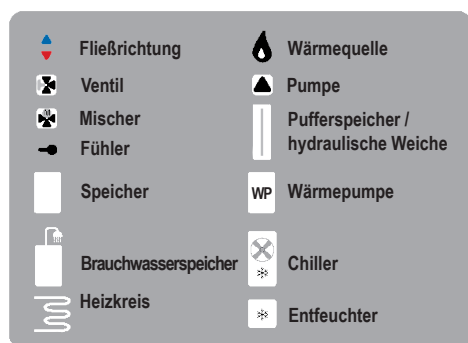 Fließrichtung
Ventil
Mischer
Fühler
Speicher
Brauchwasserspeicher
Heizkreis
Wärmequelle
Pumpe
Pufferspeicher /
hydraulische Weiche
WP Wärmepumpe
Chiller
Entfeuchter